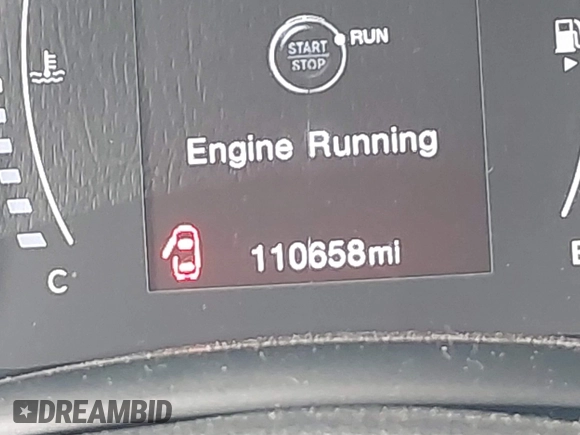 START
STOP
RUN
Engine Running
110658mi
C
E
DREAMBID